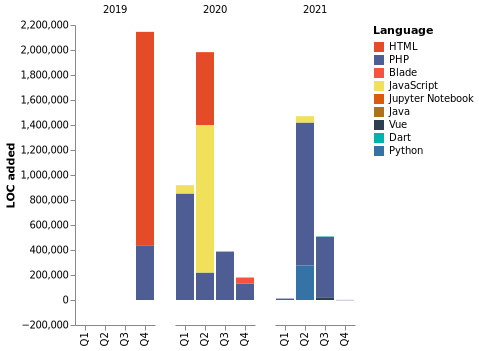 2019 2020 2021
LOC added
2,200,000
2,000,000
1,800,000
1,600,000
1,400,000
1,200,000
1,000,000
800,000
600,000
400,000
200,000
0
−200,000
Q1 Q2 Q3 Q4 Q1 Q2 Q3 Q4 Q1 Q2 Q3 Q4
Language
HTML
PHP
Blade
JavaScript
Jupyter Notebook
Java
Vue
Dart
Python